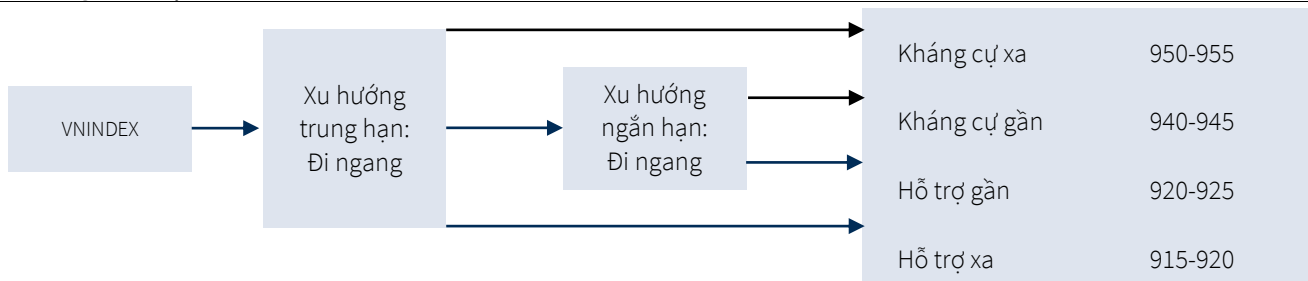 VNINDEX
Xu hướng
trung hạn:
Đi ngang
Xu hướng
ngắn hạn:
Đi ngang
Kháng cự xa 950-955
Kháng cự gần 940-945
Hỗ trợ gần 920-925
Hỗ trợ xa 915-920